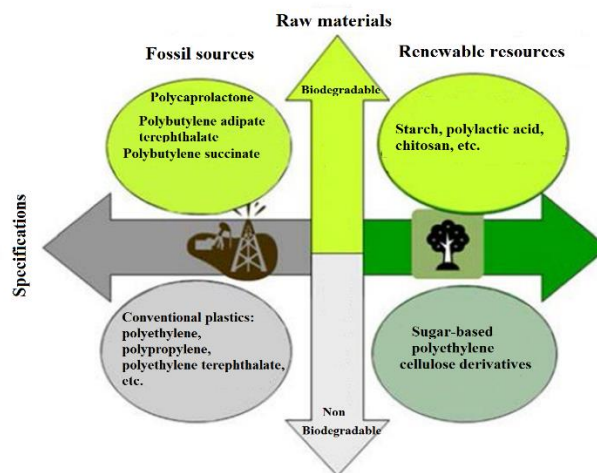 Raw materials
Fossil sources
Renewable resources
Biodegradable
Polycaprolactone
Polybutylene adipate
terephthalate
Polybutylene succinate
Starch, polylactic acid,
chitosan, etc.
Specifications
Conventional plastics:
polyethylene,
polypropylene,
polyethylene terephthalate,
etc.
Sugar-based
polyethylene
cellulose derivatives
Non
Biodegradable